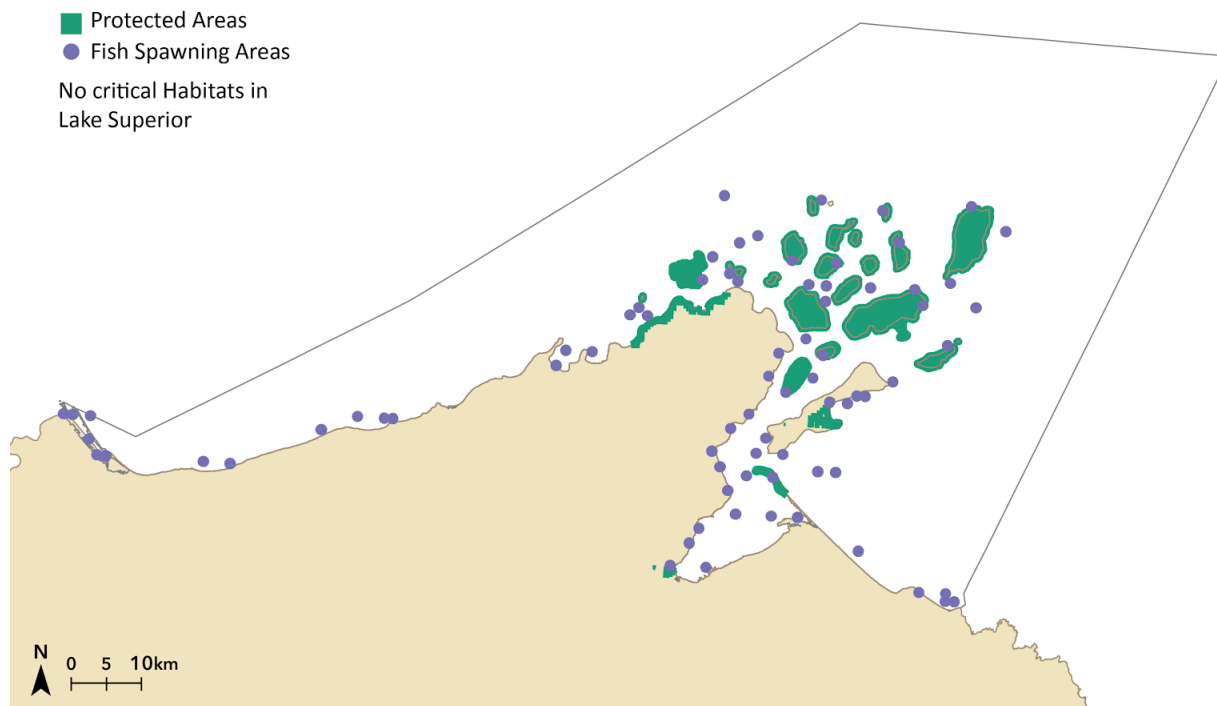 Protected Areas
Fish Spawning Areas
No critical Habitats in
Lake Superior
N
0 5 10km